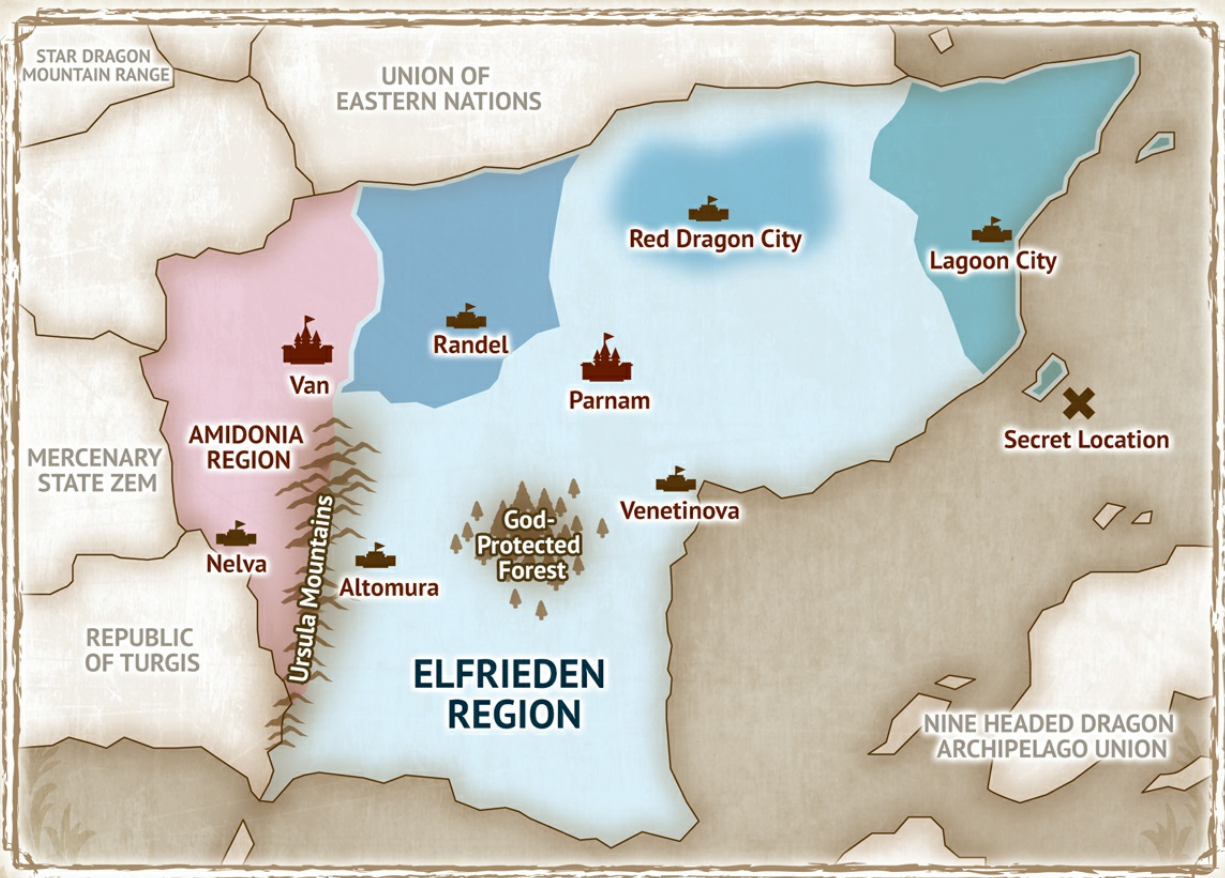 STAR DRAGON
MOUNTAIN RANGE
UNION OF
EASTERN NATIONS
Red Dragon City
Lagoon City
Randel
Van
Parnam
AMIDONIA
REGION
MERCENARY
STATE ZEM
Secret Location
Venetinova
God-
Protected
Forest
Nelva
Ursula Mountains
Altomura
REPUBLIC
OF TURGIS
ELFRIEDEN
REGION
NINE HEADED DRAGON
ARCHIPELAGO UNION